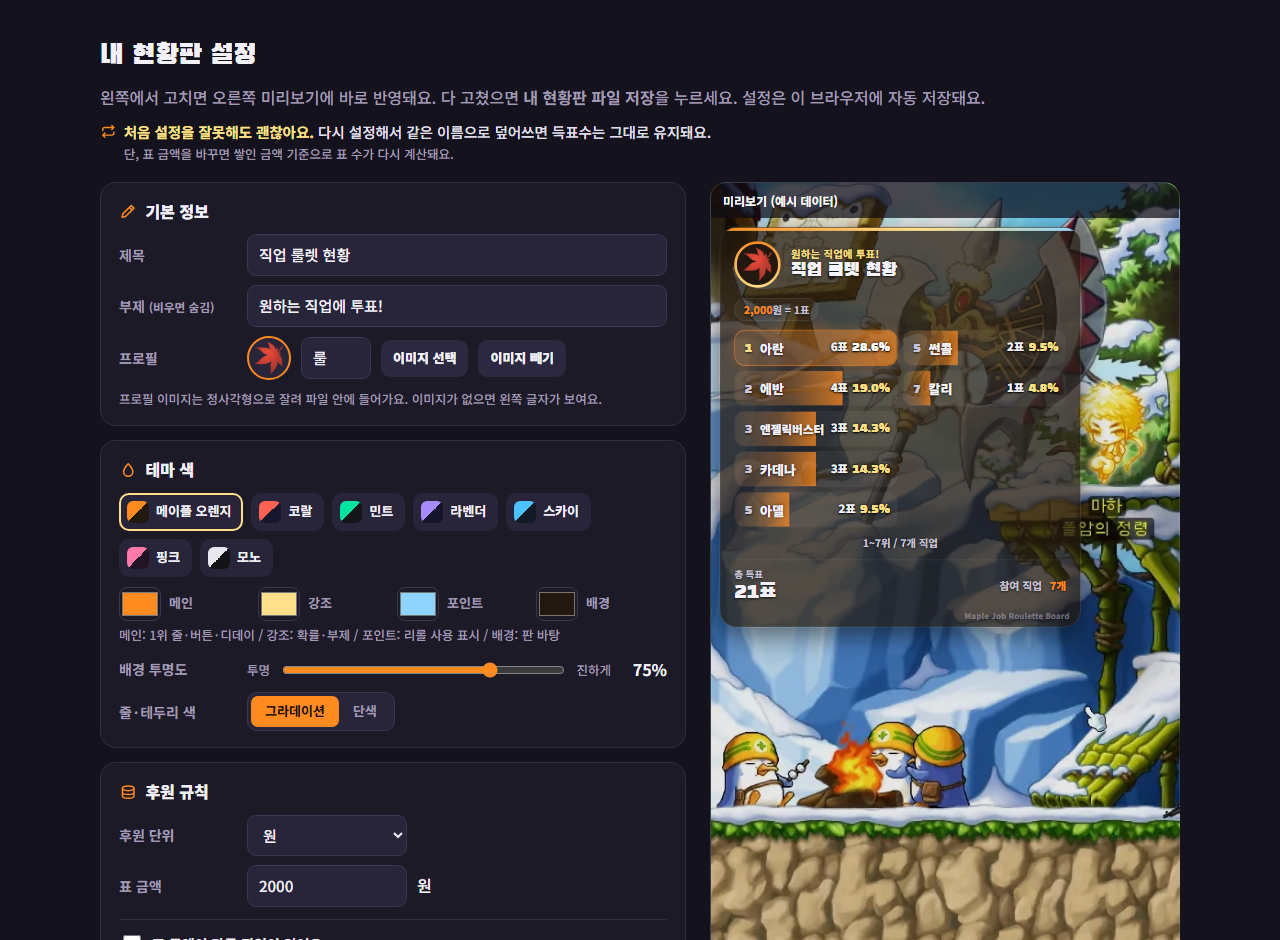 내 현황판 설정
왼쪽에서 고치면 오른쪽 미리보기에 바로 반영돼요. 다 고쳤으면 내 현황판 파일 저장을 누르세요. 설정은 이 브라우저에 자동 저장돼요.
처음 설정을 잘못해도 괜찮아요. 다시 설정해서 같은 이름으로 덮어쓰면 득표수는 그대로 유지돼요.
단, 표 금액을 바꾸면 쌓인 금액 기준으로 표 수가 다시 계산돼요.
기본 정보
제목
직업 룰렛 현황
부제 (비우면 숨김)
원하는 직업에 투표!
프로필
룰
이미지 선택
이미지 빼기
프로필 이미지는 정사각형으로 잘려 파일 안에 들어가요. 이미지가 없으면 왼쪽 글자가 보여요.
테마 색
메이플 오렌지
코랄
민트
라벤더
스카이
핑크
모노
메인
강조
포인트
배경
메인: 1위 줄·버튼·디데이 / 강조: 확률·부제 / 포인트: 리롤 사용 표시 / 배경: 판 바탕
배경 투명도
투명
진하게
75%
줄·테두리 색
그라데이션
단색
후원 규칙
후원 단위
원
표 금액
2000
원
미리보기 (예시 데이터)
원하는 직업에 투표!
직업 룰렛 현황
2,000원 = 1표
1 아란 6표 28.6%
5 썬콜 2표 9.5%
2 에반 4표 19.0%
7 칼리 1표 4.8%
3 엔젤릭버스터 3표 14.3%
3 카데나 3표 14.3%
5 아델 2표 9.5%
1~7위 / 7개 직업
총 득표
21표
참여 직업 7개
Maple Job Roulette Board
마하
폴암의 정령